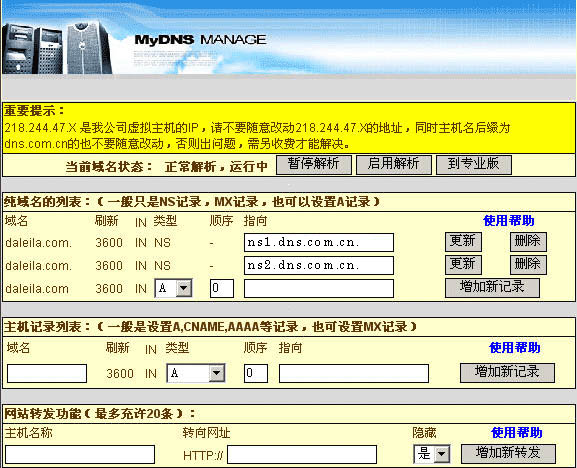 MyDNS MANAGE
重要提示：
218.244.47.X 是我公司虚拟主机的IP，请不要随意改动218.244.47.X的地址，同时主机名后缀为
dns.com.cn的也不要随意改动，否则出问题，需另收费才能解决。
当前域名状态： 正常解析，运行中 暂停解析 启用解析 到专业版
纯域名的列表：（一般只是NS记录，MX记录，也可以设置A记录）
域名 刷新 IN 类型 顺序 指向 使用帮助
daleila.com. 3600 IN NS - ns1.dns.com.cn. 更新 删除
daleila.com. 3600 IN NS - ns2.dns.com.cn. 更新 删除
daleila.com 3600 IN A 0 增加新记录
主机记录列表：（一般是设置A,CNAME,AAAA等记录，也可设置MX记录）
域名 刷新 IN 类型 顺序 指向 使用帮助
3600 IN A 0 增加新记录
网站转发功能（最多充许20条）：
主机名称 转向网址 隐藏 使用帮助
HTTP:// 是 增加新转发